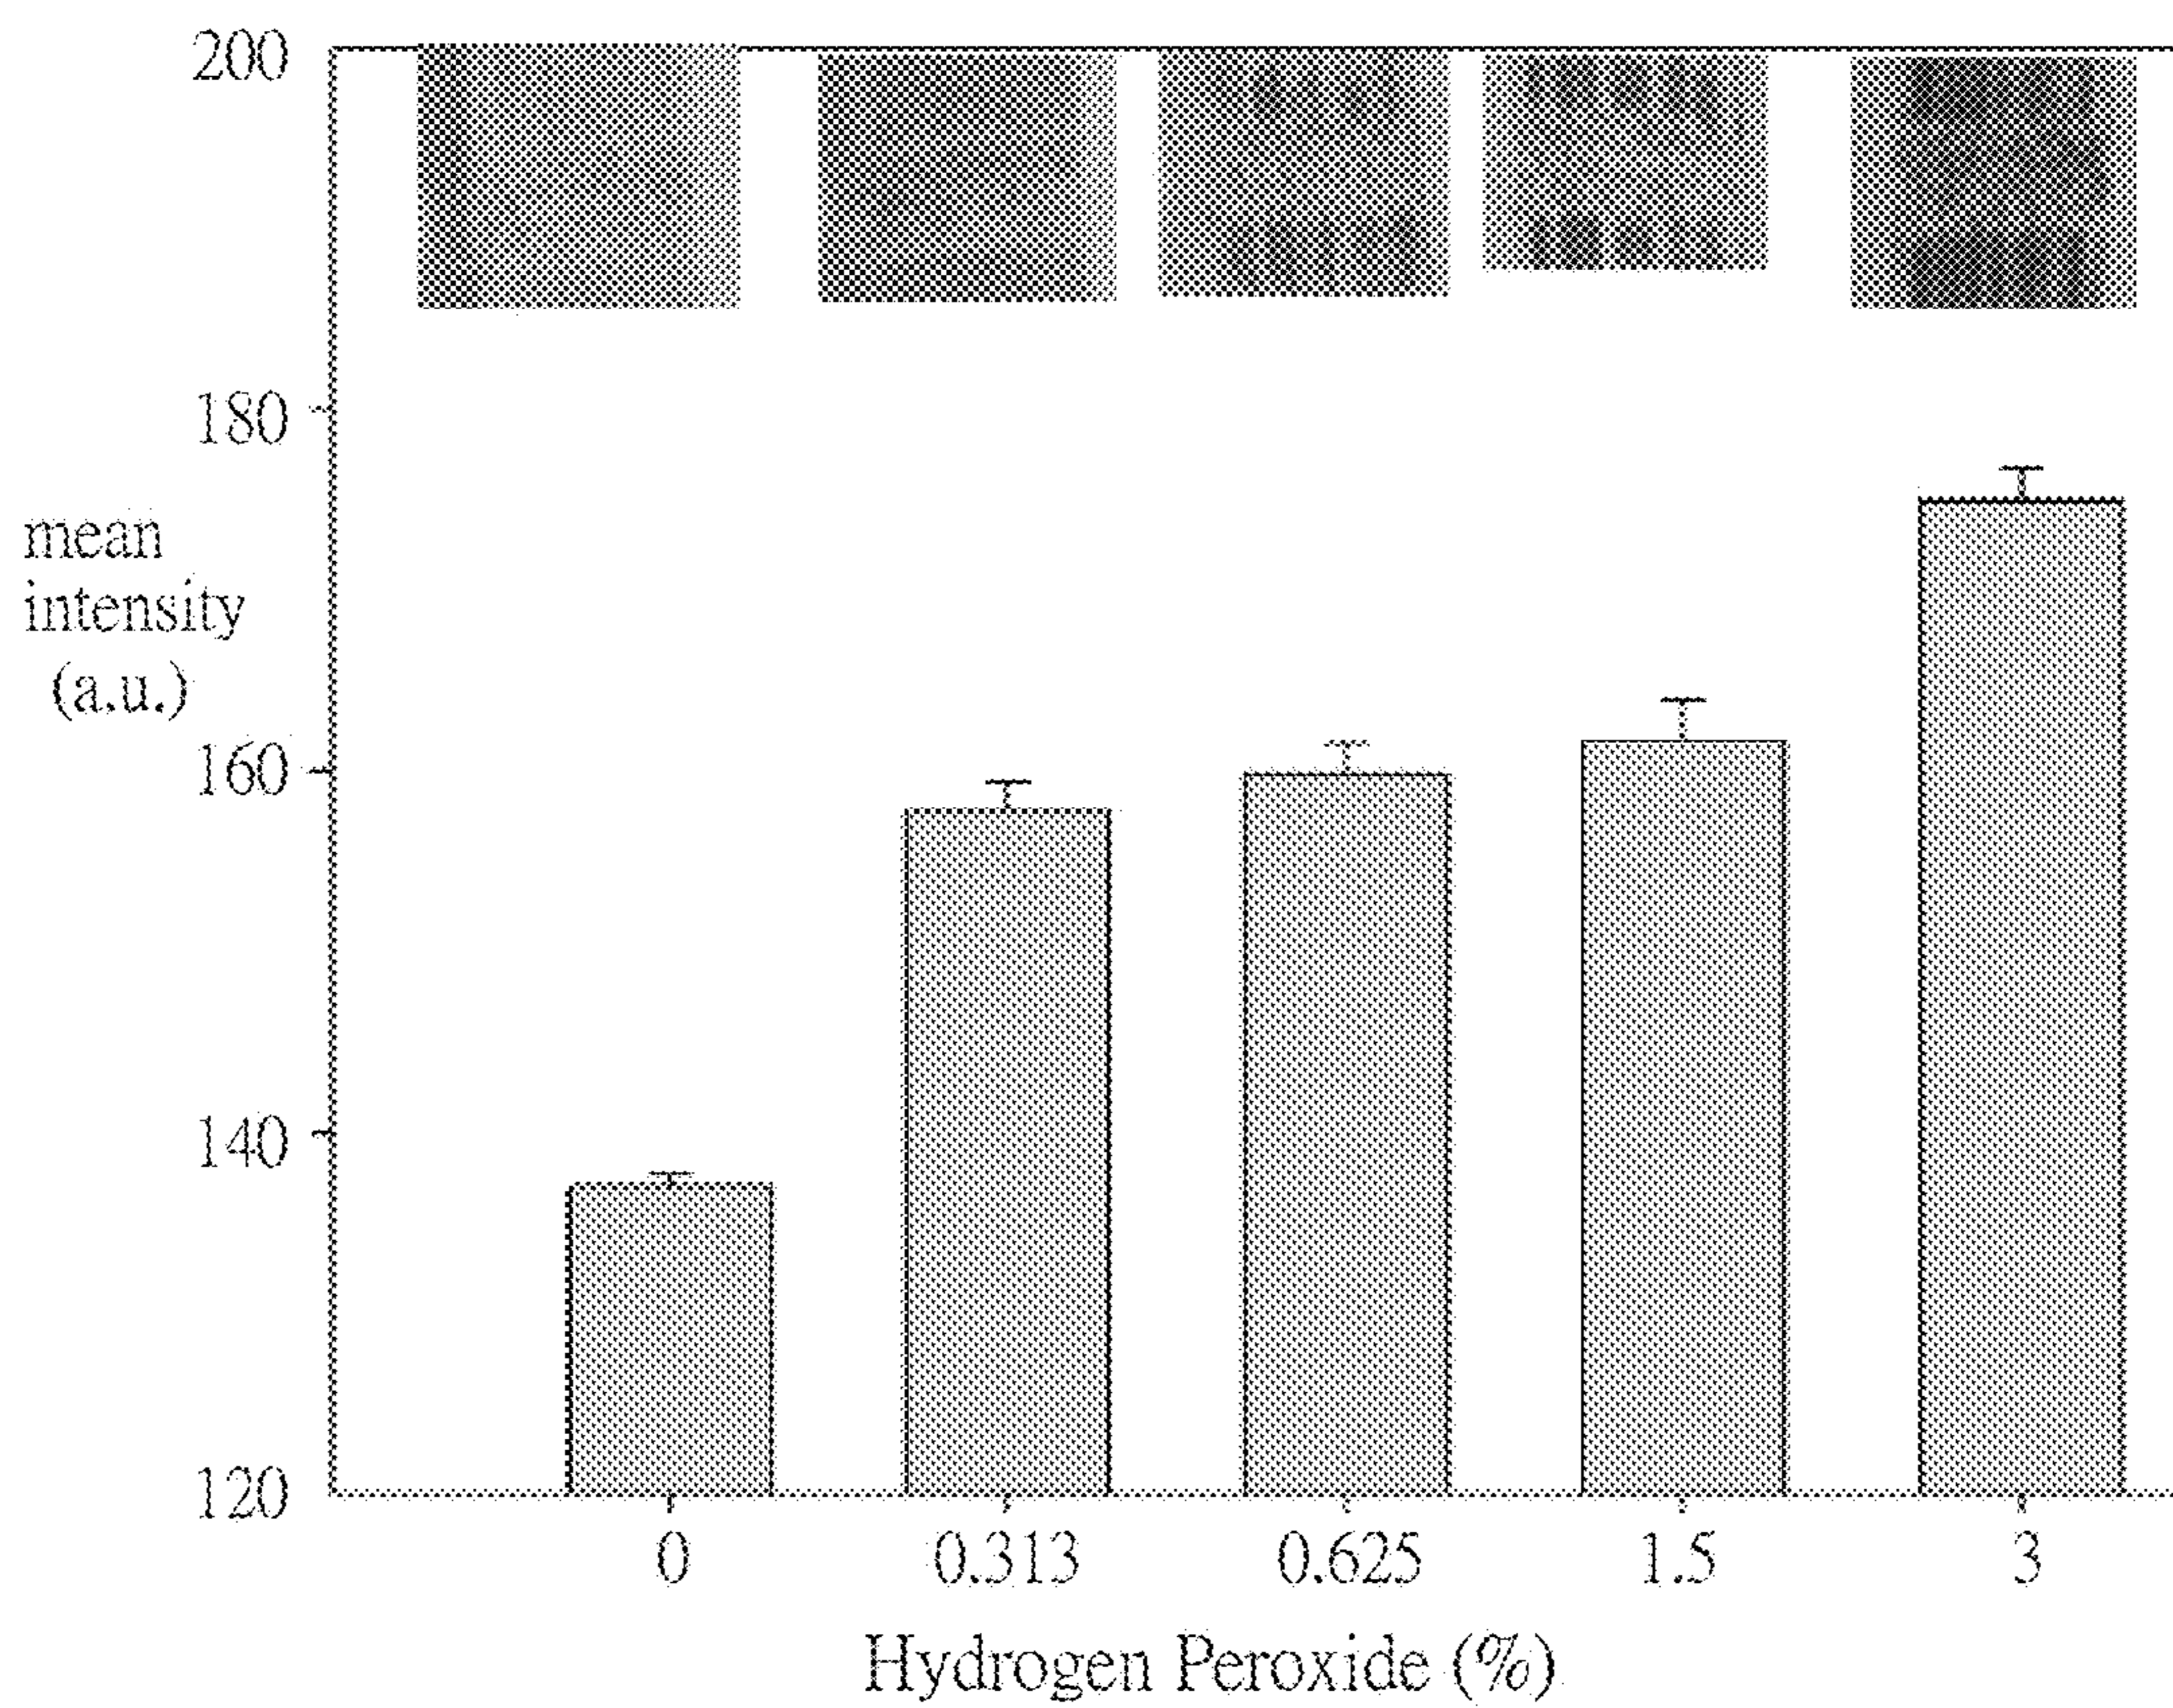 200
180
mean
intensity
(a.u.)
160
140
120
0 0.313 0.625 1.5 3
Hydrogen Peroxide (%)